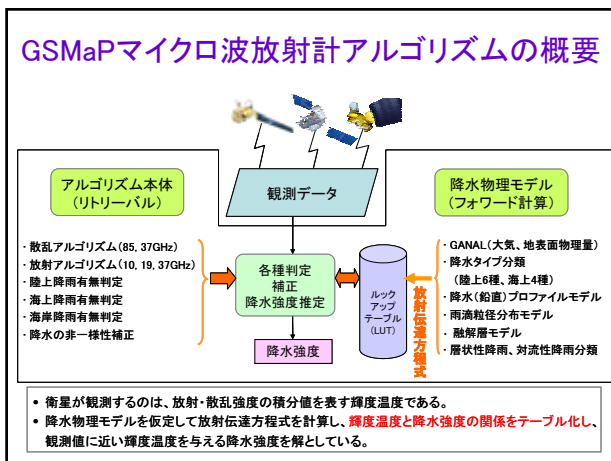 GSMaPマイクロ波放射計アルゴリズムの概要
観測データ
アルゴリズム本体
(リトリーバル)
・散乱アルゴリズム(85, 37GHz)
・放射アルゴリズム(10, 19, 37GHz)
・陸上降雨有無判定
・海上降雨有無判定
・海岸降雨有無判定
・降水の非一様性補正
各種判定
補正
降水強度推定
降水強度
ルック
アップ
テーブル
(LUT)
放射伝達方程式
降水物理モデル
(フォワード計算)
・GANAL(大気、地表面物理量)
・降水タイプ分類
(陸上6種、海上4種)
・降水(鉛直)プロファイルモデル
・雨滴粒径分布モデル
・融解層モデル
・層状性降雨、対流性降雨分類
• 衛星が観測するのは、放射・散乱強度の積分値を表す輝度温度である。
• 降水物理モデルを仮定して放射伝達方程式を計算し、輝度温度と降水強度の関係をテーブル化し、
観測値に近い輝度温度を与える降水強度を解としている。